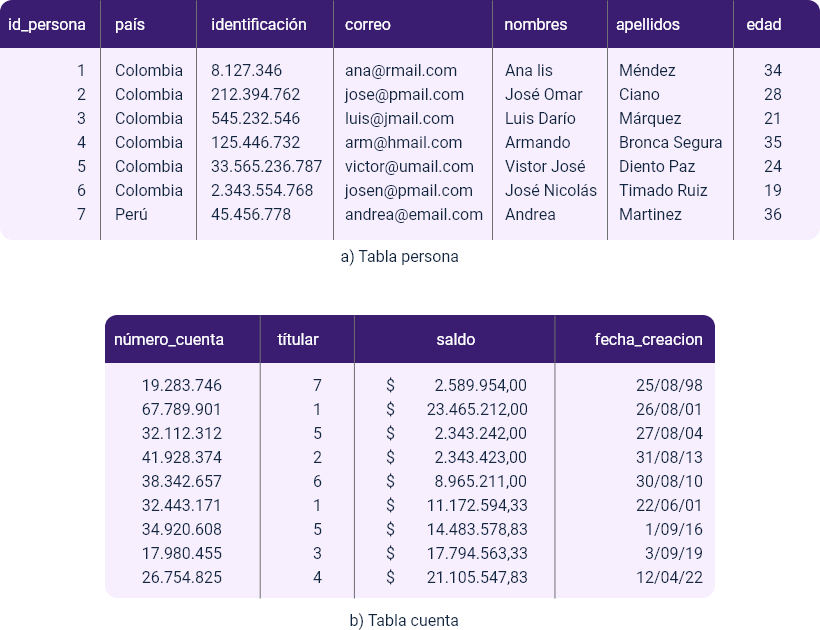 id_persona país identificación correo nombres apellidos edad
1 Colombia 8.127.346 ana@rmail.com Ana lis Méndez 34
2 Colombia 212.394.762 jose@pmail.com José Omar Ciano 28
3 Colombia 545.232.546 luis@jmail.com Luis Darío Márquez 21
4 Colombia 125.446.732 arm@hmail.com Armando Bronca Segura 35
5 Colombia 33.565.236.787 victor@umail.com Vistor José Diento Paz 24
6 Colombia 2.343.554.768 josen@pmail.com José Nicolás Timado Ruiz 19
7 Perú 45.456.778 andrea@email.com Andrea Martinez 36
a) Tabla persona
número_cuenta títular saldo fecha_creacion
19.283.746 7 $ 2.589.954,00 25/08/98
67.789.901 1 $ 23.465.212,00 26/08/01
32.112.312 5 $ 2.343.242,00 27/08/04
41.928.374 2 $ 2.343.423,00 31/08/13
38.342.657 6 $ 8.965.211,00 30/08/10
32.443.171 1 $ 11.172.594,33 22/06/01
34.920.608 5 $ 14.483.578,83 1/09/16
17.980.455 3 $ 17.794.563,33 3/09/19
26.754.825 4 $ 21.105.547,83 12/04/22
b) Tabla cuenta